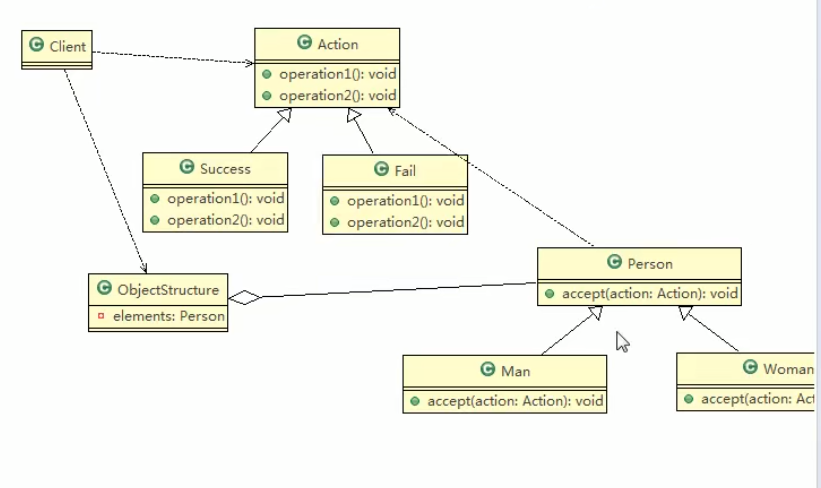 Client
Action
operation1(): void
operation2(): void
Success
operation1(): void
operation2(): void
Fail
operation1(): void
operation2(): void
Person
accept(action: Action): void
ObjectStructure
elements: Person
Man
accept(action: Action): void
Woman
accept(action: Act